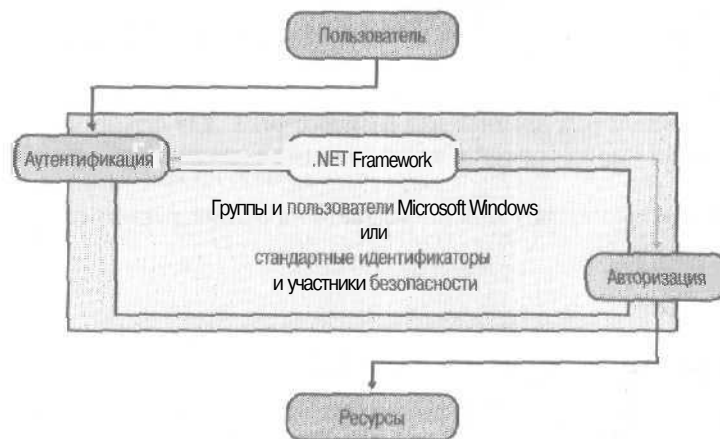 Пользователь
Аутентификация
.NET Framework
Группы и пользователи Microsoft Windows
или
стандартные идентификаторы
и участники безопасности
Авторизация
Ресурсы